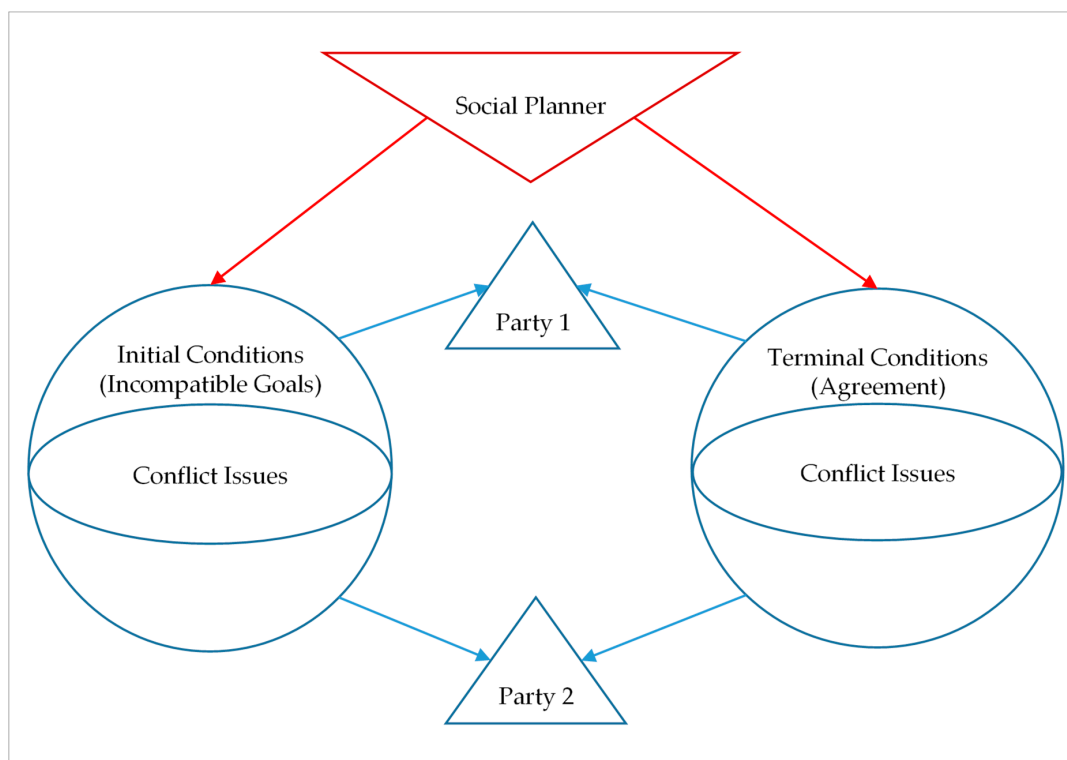 Social Planner
Party 1
Initial Conditions
(Incompatible Goals)
Terminal Conditions
(Agreement)
Conflict Issues
Conflict Issues
Party 2